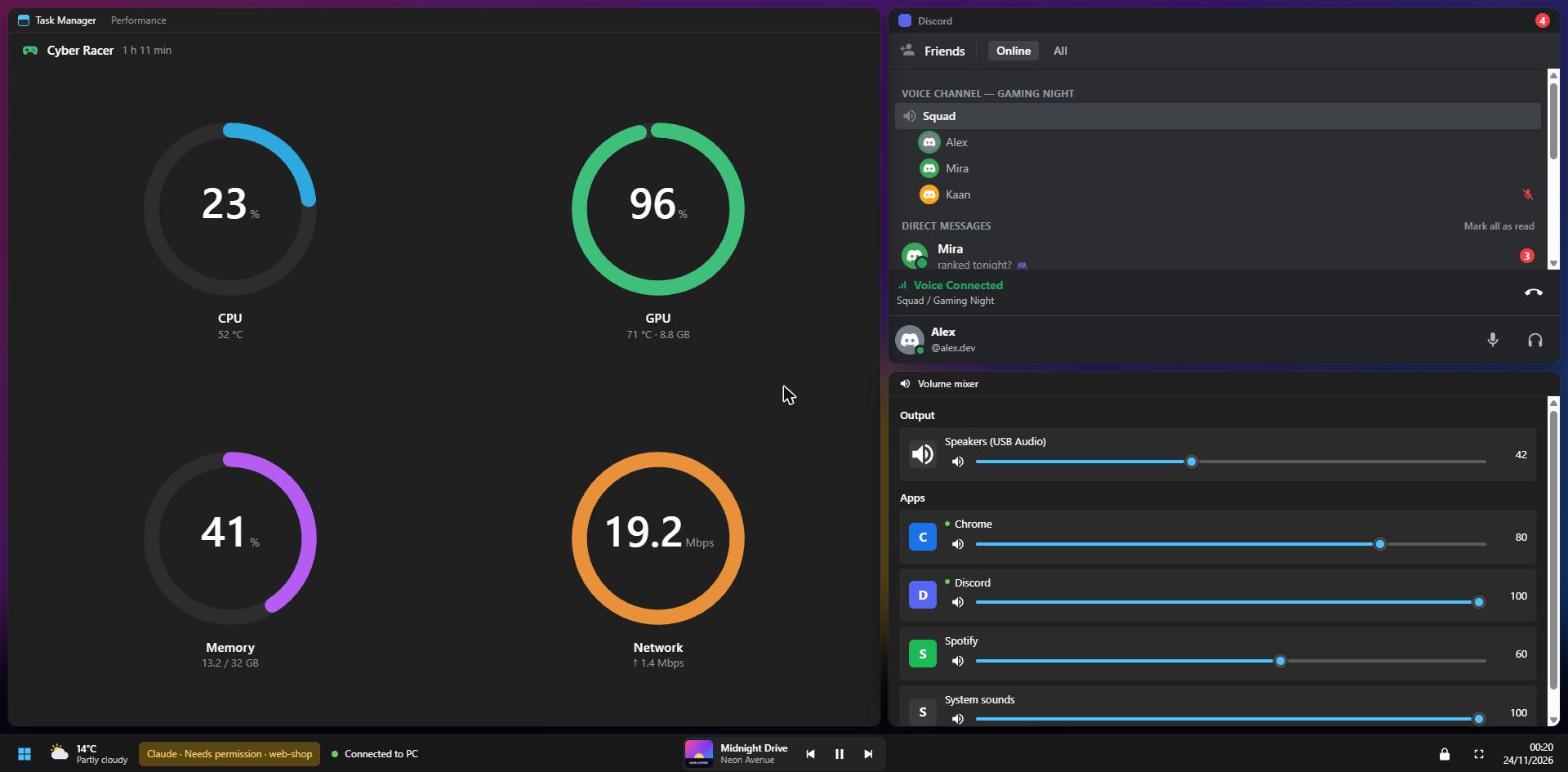 Task Manager Performance
Cyber Racer 1 h 11 min
23 %
CPU
52 °C
96 %
GPU
71 °C · 8.8 GB
41 %
Memory
13.2 / 32 GB
19.2 Mbps
Network
↑ 1.4 Mbps
Discord 4
Friends Online All
VOICE CHANNEL — GAMING NIGHT
Squad
Alex
Mira
Kaan
DIRECT MESSAGES Mark all as read
Mira 3
ranked tonight?
Voice Connected
Squad / Gaming Night
Alex
@alex.dev
Volume mixer
Output
Speakers (USB Audio)
42
Apps
C Chrome
80
D Discord
100
S Spotify
60
S System sounds
100
14°C
Partly cloudy
Claude · Needs permission · web-shop
Connected to PC
Midnight Drive
Neon Avenue
00:20
24/11/2026